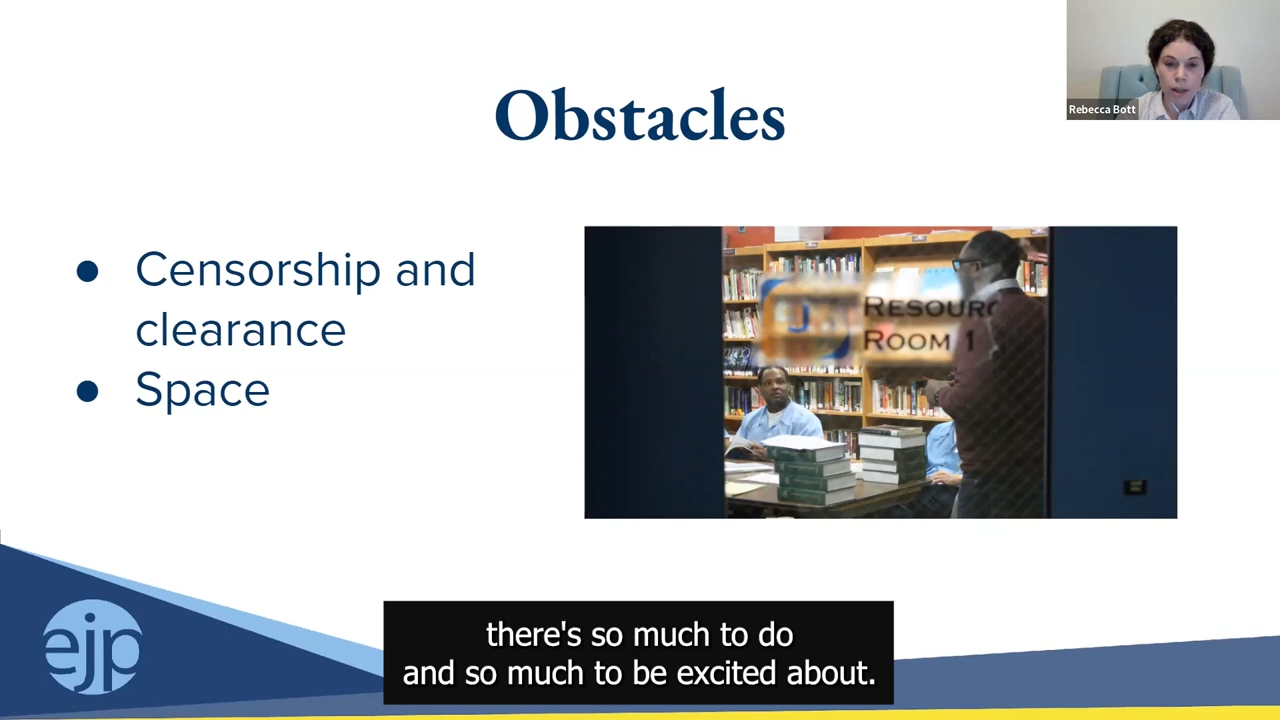 Rebecca Bott
Obstacles
● Censorship and
clearance
● Space
RESOURC
ROOM 1
ejp
there's so much to do
and so much to be excited about.